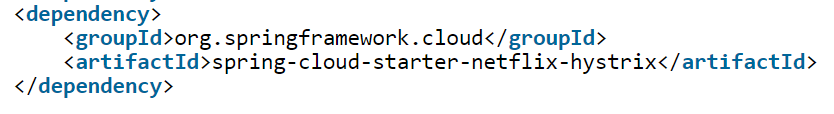 <dependency>
    <groupId>org.springframework.cloud</groupId>
    <artifactId>spring-cloud-starter-netflix-hystrix</artifactId>
</dependency>